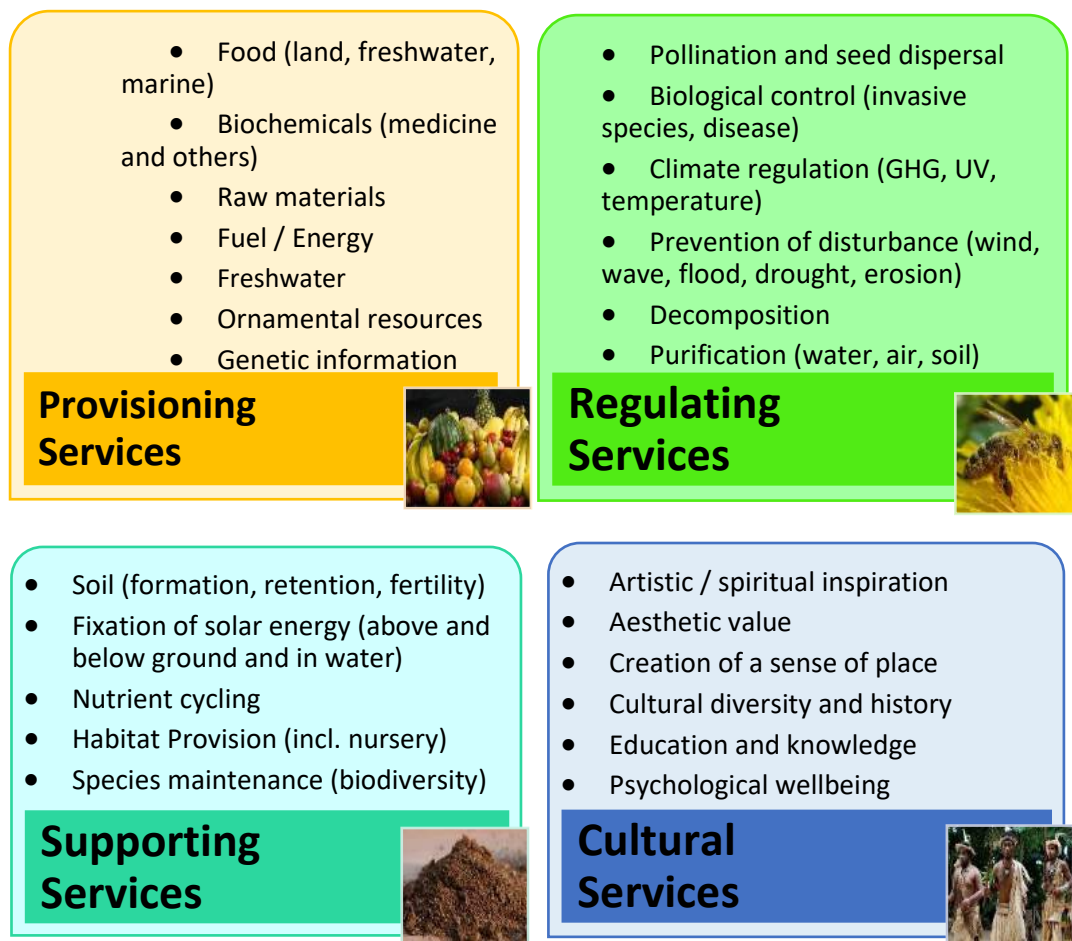 • Food (land, freshwater,
marine)
• Biochemicals (medicine
and others)
• Raw materials
• Fuel / Energy
• Freshwater
• Ornamental resources
• Genetic information
Provisioning
Services
• Pollination and seed dispersal
• Biological control (invasive
species, disease)
• Climate regulation (GHG, UV,
temperature)
• Prevention of disturbance (wind,
wave, flood, drought, erosion)
• Decomposition
• Purification (water, air, soil)
Regulating
Services
• Soil (formation, retention, fertility)
• Fixation of solar energy (above and
below ground and in water)
• Nutrient cycling
• Habitat Provision (incl. nursery)
• Species maintenance (biodiversity)
Supporting
Services
• Artistic / spiritual inspiration
• Aesthetic value
• Creation of a sense of place
• Cultural diversity and history
• Education and knowledge
• Psychological wellbeing
Cultural
Services